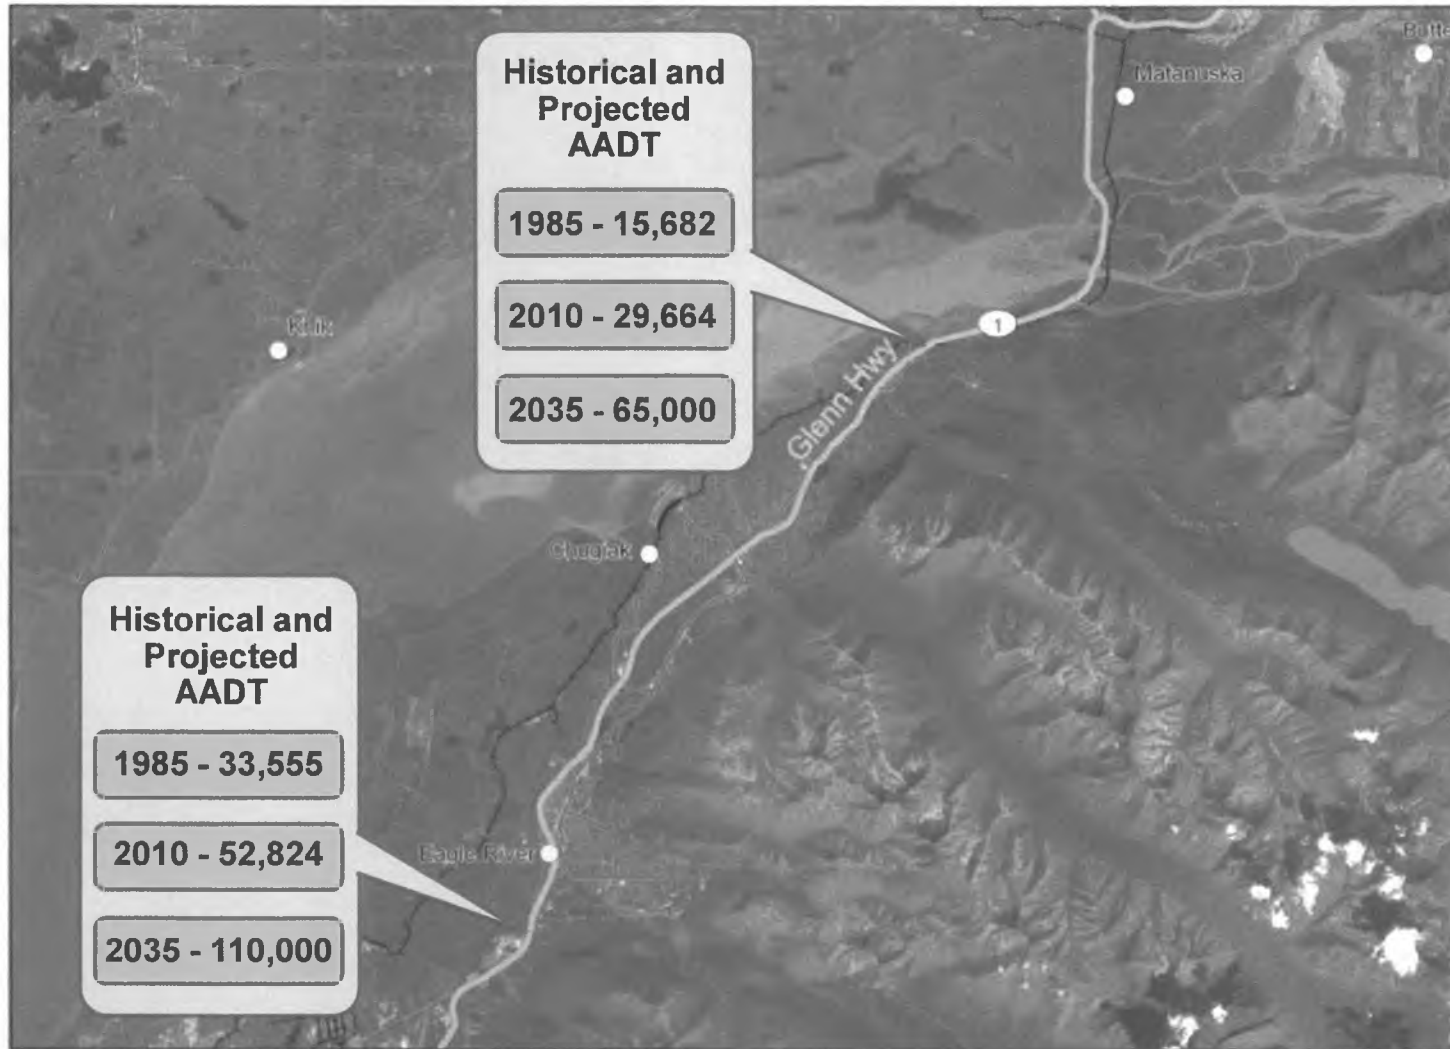 Historical and
Projected
AADT
1985 - 15,682
2010 - 29,664
2035 - 65,000
Butte
Matanuska
1
Glenn Hwy
Knik
Chugiak
Historical and
Projected
AADT
1985 - 33,555
2010 - 52,824
2035 - 110,000
Eagle River